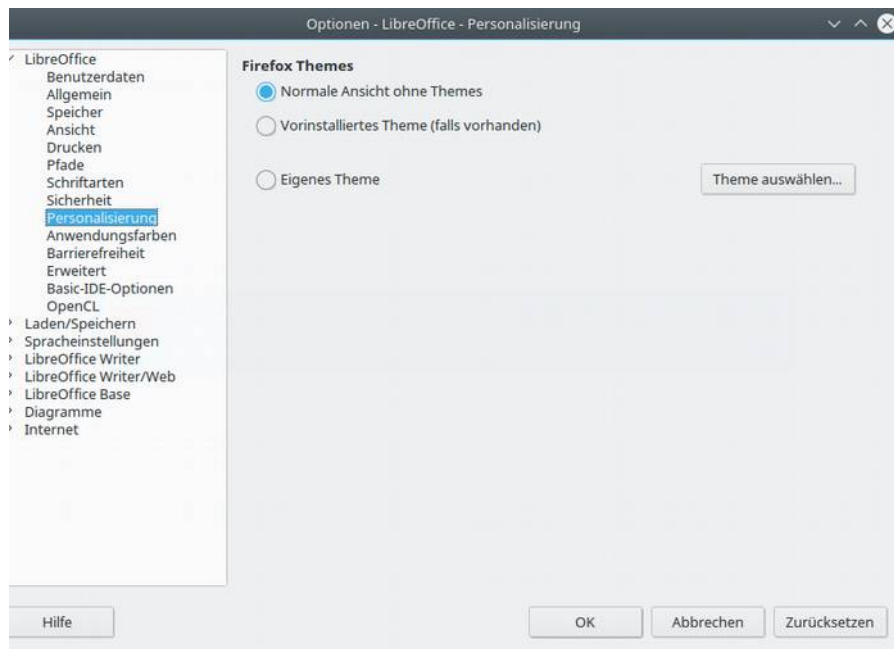 Optionen - LibreOffice - Personalisierung
LibreOffice
Benutzerdaten
Allgemein
Speicher
Ansicht
Drucken
Pfade
Schriftarten
Sicherheit
Personalisierung
Anwendungsfarben
Barrierefreiheit
Erweitert
Basic-IDE-Optionen
OpenCL
Laden/Speichern
Spracheinstellungen
LibreOffice Writer
LibreOffice Writer/Web
LibreOffice Base
Diagramme
Internet
Firefox Themes
Normale Ansicht ohne Themes
Vorinstalliertes Theme (falls vorhanden)
Eigenes Theme
Theme auswählen...
Hilfe
OK
Abbrechen
Zurücksetzen